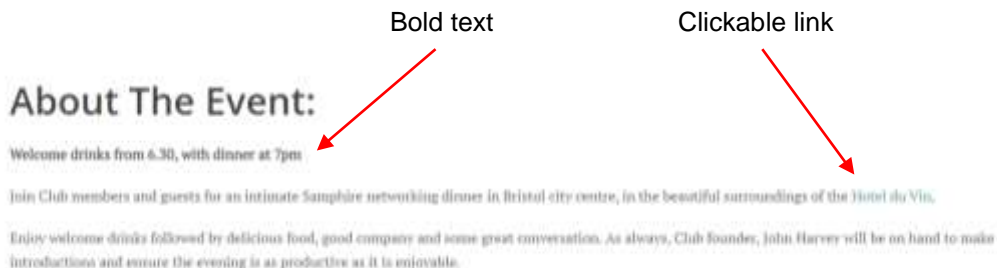 Bold text Clickable link
About The Event:
Welcome drinks from 6.30, with dinner at 7pm
Join Club members and guests for an intimate Samphire networking dinner in Bristol city centre, in the beautiful surroundings of the Hotel du Vin.
Enjoy welcome drinks followed by delicious food, good company and some great conversation. As always, Club founder, John Harvey will be on hand to make
introductions and ensure the evening is as productive as it is enjoyable.